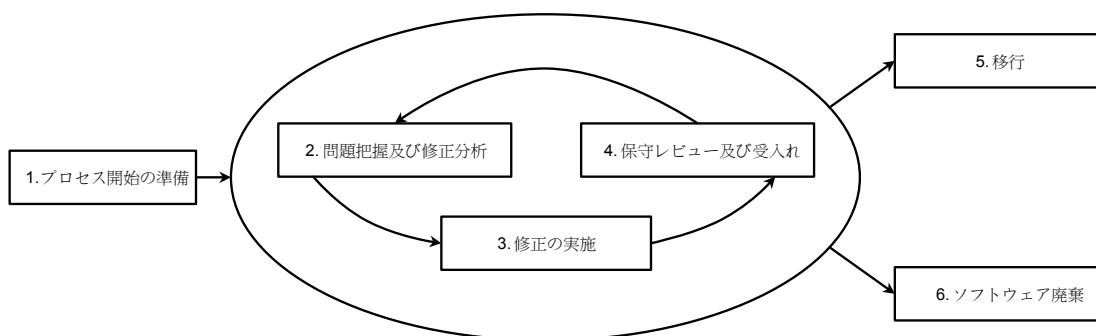 1.プロセス開始の準備
2. 問題把握及び修正分析
3. 修正の実施
4. 保守レビュー及び受入れ
5. 移行
6. ソフトウェア廃棄